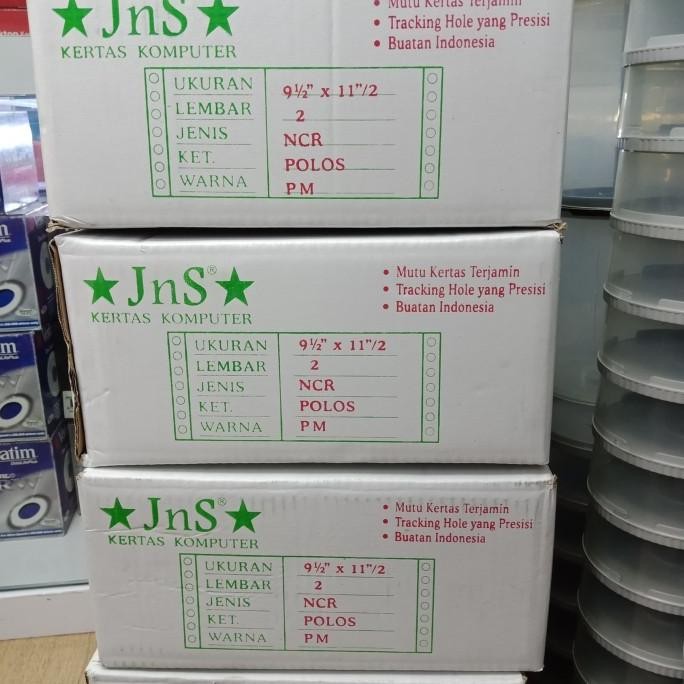 ★ JnS ★
KERTAS KOMPUTER
• Mutu Kertas Terjamin
• Tracking Hole yang Presisi
• Buatan Indonesia
UKURAN 9½" x 11"/2
LEMBAR 2
JENIS NCR
KET. POLOS
WARNA PM
★ JnS® ★
KERTAS KOMPUTER
• Mutu Kertas Terjamin
• Tracking Hole yang Presisi
• Buatan Indonesia
UKURAN 9½" x 11"/2
LEMBAR 2
JENIS NCR
KET. POLOS
WARNA PM
★ JnS® ★
KERTAS KOMPUTER
• Mutu Kertas Terjamin
• Tracking Hole yang Presisi
• Buatan Indonesia
UKURAN 9½" x 11"/2
LEMBAR 2
JENIS NCR
KET. POLOS
WARNA PM